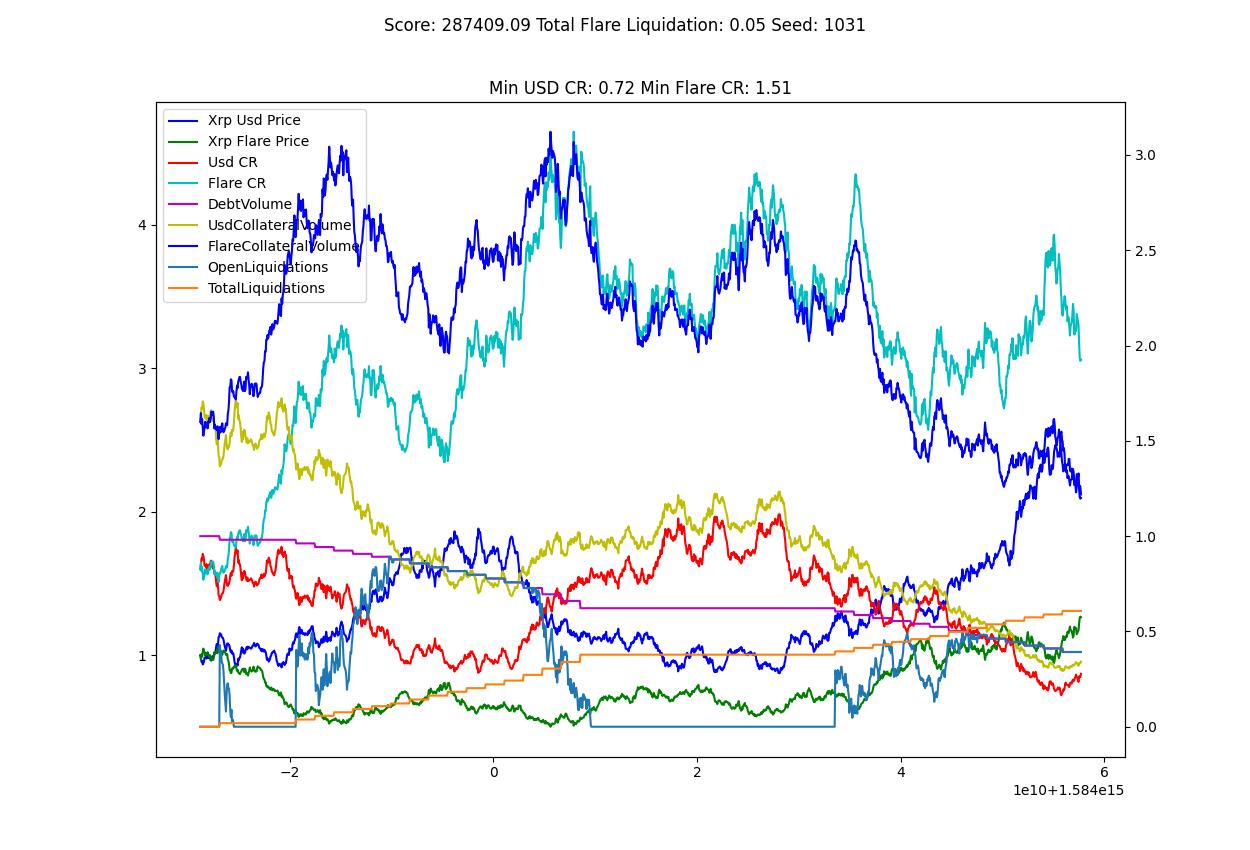 Score: 287409.09 Total Flare Liquidation: 0.05 Seed: 1031
Min USD CR: 0.72 Min Flare CR: 1.51
Xrp Usd Price
Xrp Flare Price
Usd CR
Flare CR
DebtVolume
UsdCollateralVolume
FlareCollateralVolume
OpenLiquidations
TotalLiquidations
4
3
2
1
3.0
2.5
2.0
1.5
1.0
0.5
0.0
−2
0
2
4
6
1e10+1.584e15